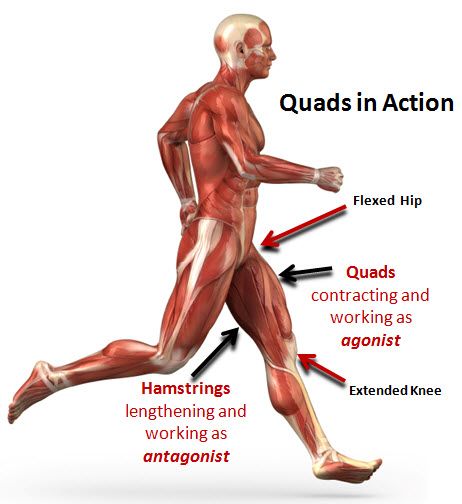 Quads in Action
Flexed Hip
Quads
contracting and
working as
agonist
Extended Knee
Hamstrings
lengthening and
working as
antagonist